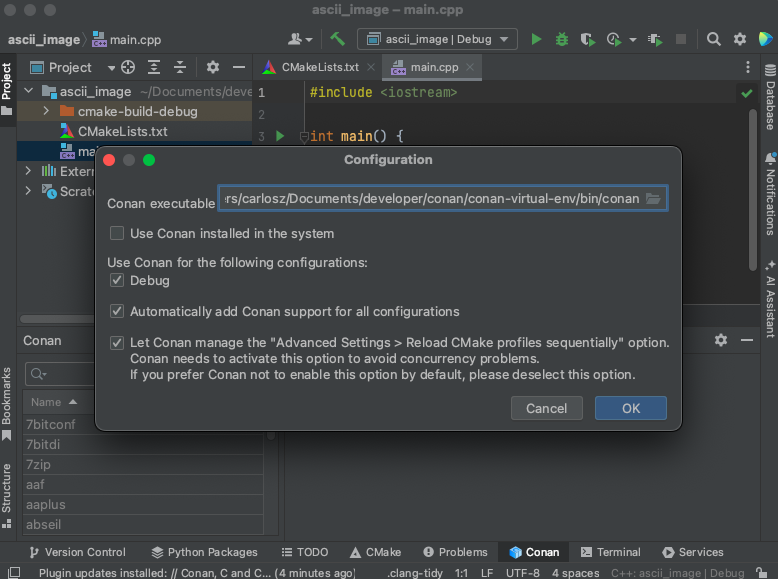 ascii_image – main.cpp
ascii_image
main.cpp
ascii_image | Debug
Project
CMakeLists.txt
main.cpp
Project
ascii_image ~/Documents/deve
cmake-build-debug
CMakeLists.txt
mai
Extern
Scratc
1
2
3
#include <iostream>
int main() {
Database
Notifications
AI Assistant
Configuration
Conan executable
rs/carlosz/Documents/developer/conan/conan-virtual-env/bin/conan
Use Conan installed in the system
Use Conan for the following configurations:
Debug
Automatically add Conan support for all configurations
Let Conan manage the "Advanced Settings > Reload CMake profiles sequentially" option.
Conan needs to activate this option to avoid concurrency problems.
If you prefer Conan not to enable this option by default, please deselect this option.
Cancel
OK
Conan
Name
7bitconf
7bitdi
7zip
aaf
aaplus
abseil
Bookmarks
Structure
Version Control
Python Packages
TODO
CMake
Problems
Conan
Terminal
Services
Plugin updates installed: // Conan, C and C... (4 minutes ago)
.clang-tidy
1:1
LF
UTF-8
4 spaces
C++: ascii_image | Debug